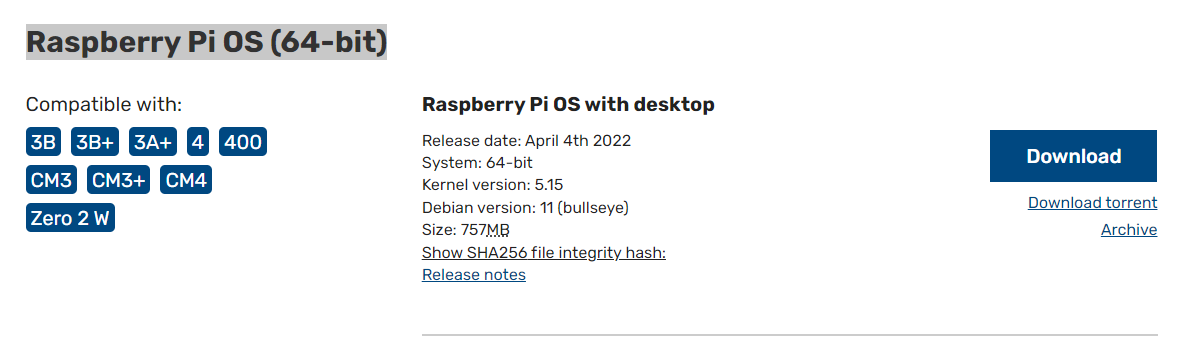 Raspberry Pi OS (64-bit)
Compatible with:
3B 3B+ 3A+ 4 400
CM3 CM3+ CM4
Zero 2 W
Raspberry Pi OS with desktop
Release date: April 4th 2022
System: 64-bit
Kernel version: 5.15
Debian version: 11 (bullseye)
Size: 757MB
Show SHA256 file integrity hash:
Release notes
Download
Download torrent
Archive